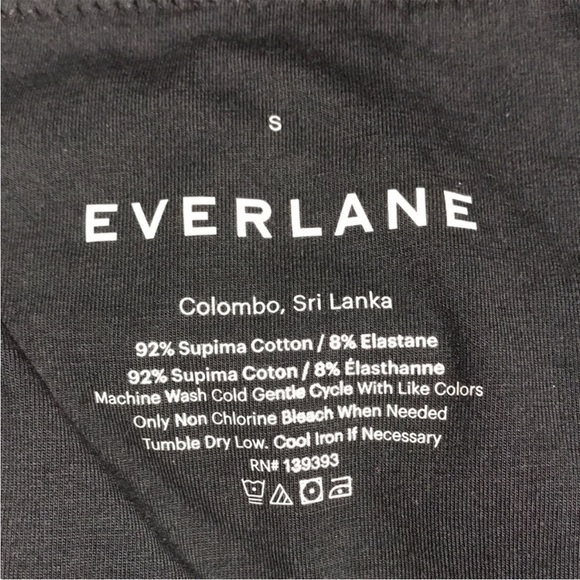 S
EVERLANE
Colombo, Sri Lanka
92% Supima Cotton / 8% Elastane
92% Supima Coton / 8% Élasthanne
Machine Wash Cold Gentle Cycle With Like Colors
Only Non Chlorine Bleach When Needed
Tumble Dry Low. Cool Iron If Necessary
RN# 139393